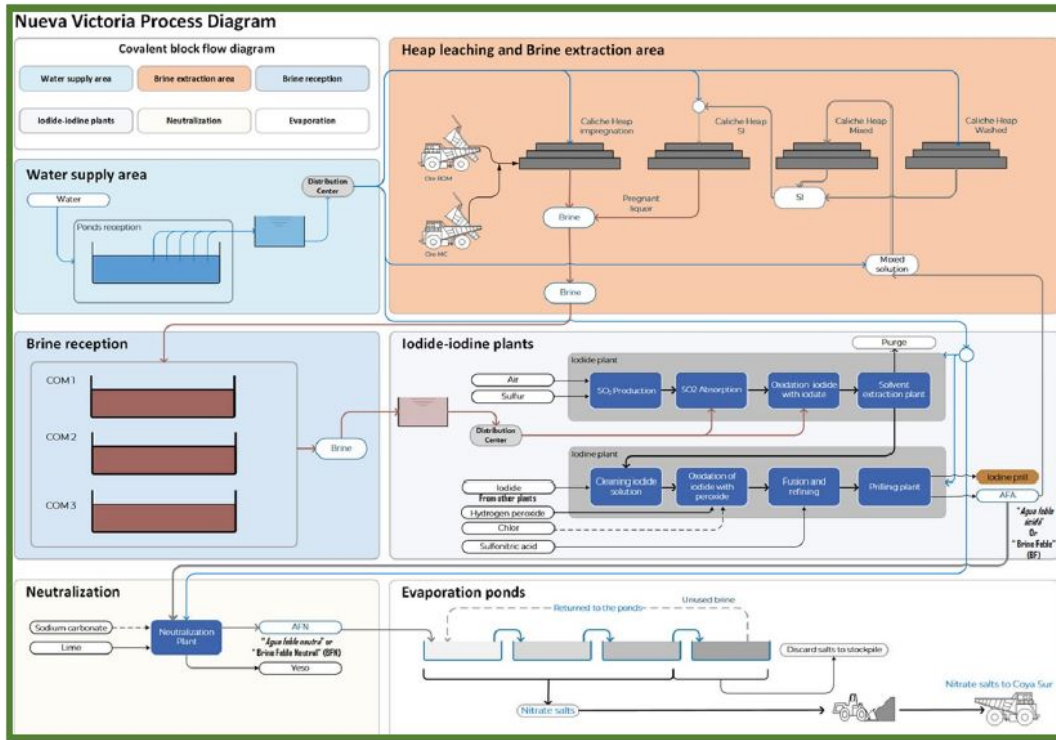 Nueva Victoria Process Diagram
Covalent block flow diagram
Water supply area
Brine extraction area
Brine reception
Iodide-iodine plants
Neutralization
Evaporation
Heap leaching and Brine extraction area
Caliche Heap
impregnation
Caliche Heap
SI
Caliche Heap
Mixed
Caliche Heap
Washed
Ore ROM
Ore MC
Pregnant
liquor
SI
Brine
Mixed
solution
Brine
Water supply area
Water
Distribution
Center
Ponds reception
Brine reception
COM 1
COM 2
COM 3
Brine
Iodide-iodine plants
Purge
Iodide plant
Air
Sulfur
SO₂ Production
SO2 Absorption
Oxidation iodide
with iodate
Solvent
extraction plant
Distribution
Center
Iodine plant
Iodide
From other plants
Hydrogen peroxide
Chlor
Sulfonitric acid
Cleaning iodide
solution
Oxidation of
iodide with
peroxide
Fusion and
refining
Prilling plant
Iodine prill
AFA
"Agua feble
acida"
Or
"Brine Feble"
(BF)
Neutralization
Sodium carbonate
Lime
Neutralization
Plant
AFN
"Agua feble neutra" or
"Brine Feble Neutral" (BFN)
Yeso
Evaporation ponds
Unused brine
Returned to the ponds
Discard salts to stockpile
Nitrate salts
Nitrate salts to Coya Sur